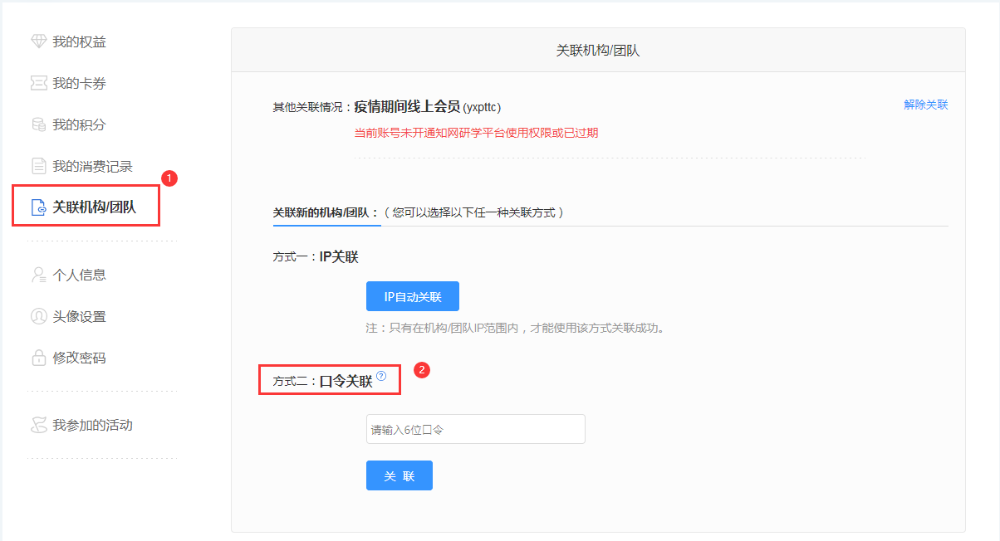 我的权益
我的卡券
我的积分
我的消费记录
1
关联机构/团队
个人信息
头像设置
修改密码
我参加的活动
关联机构/团队
其他关联情况：疫情期间线上会员(yxpttc)
解除关联
当前账号未开通知网研学平台使用权限或已过期
关联新的机构/团队：（您可以选择以下任一种关联方式）
方式一：IP关联
IP自动关联
注：只有在机构/团队IP范围内，才能使用该方式关联成功。
方式二：口令关联?
2
请输入6位口令
关 联